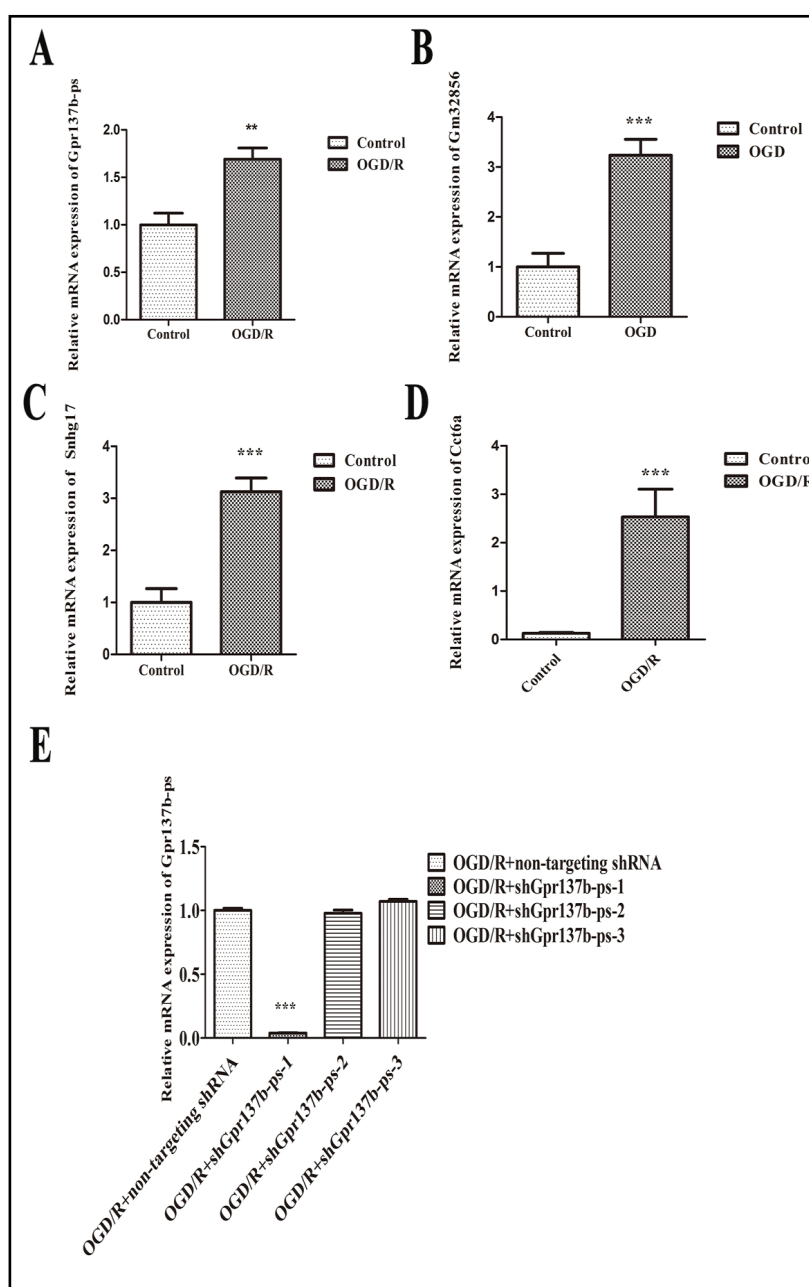 A
Relative mRNA expression of Gpr137b-ps
2.0
1.5
1.0
0.5
0.0
**
Control
OGD/R
Control
OGD/R
B
Relative mRNA expression of Gm32856
4
3
2
1
0
***
Control
OGD
Control
OGD
C
Relative mRNA expression of Snhg17
4
3
2
1
0
***
Control
OGD/R
Control
OGD/R
D
Relative mRNA expression of Cct6a
4
3
2
1
0
***
Control
OGD/R
Control
OGD/R
E
Relative mRNA expression of Gpr137b-ps
1.5
1.0
0.5
0.0
***
OGD/R+non-targeting shRNA
OGD/R+shGpr137b-ps-1
OGD/R+shGpr137b-ps-2
OGD/R+shGpr137b-ps-3
OGD/R+non-targeting shRNA
OGD/R+shGpr137b-ps-1
OGD/R+shGpr137b-ps-2
OGD/R+shGpr137b-ps-3